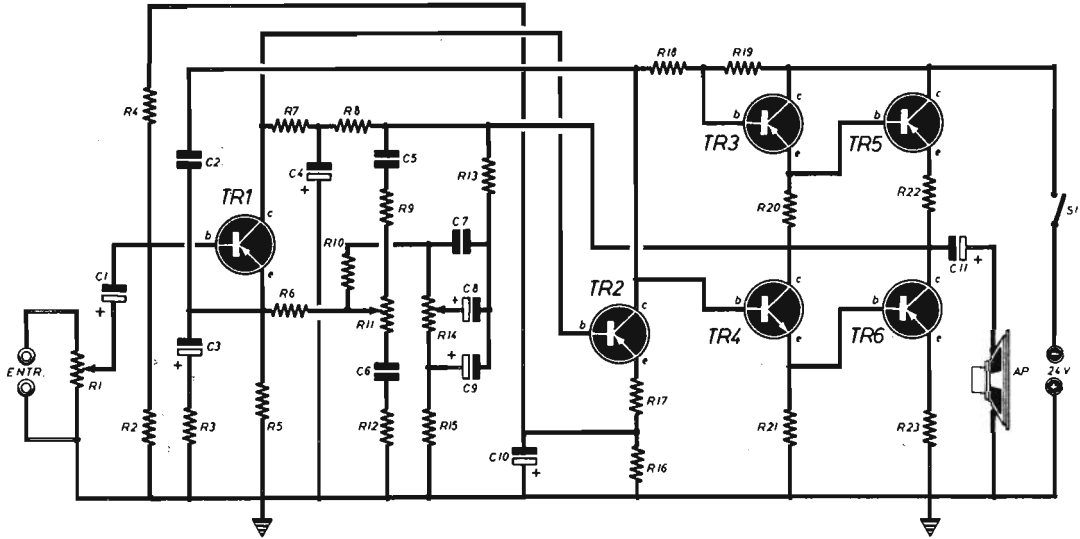 R18
R19
R4
R7
R8
c
c
b
b
C2
C4
+
C5
R13
TR3
e
TR5
e
TR1
R9
R20
R22
S1
c
b
R10
C7
e
C1
+
R6
C8
+
TR2
c
C11
+
R11
R14
b
c
b
c
b
TR4
TR6
C3
+
e
e
e
ENTR.
R1
C6
+
C9
AP
24V
R17
R2
R3
R5
R12
R15
C10
+
R16
R21
R23